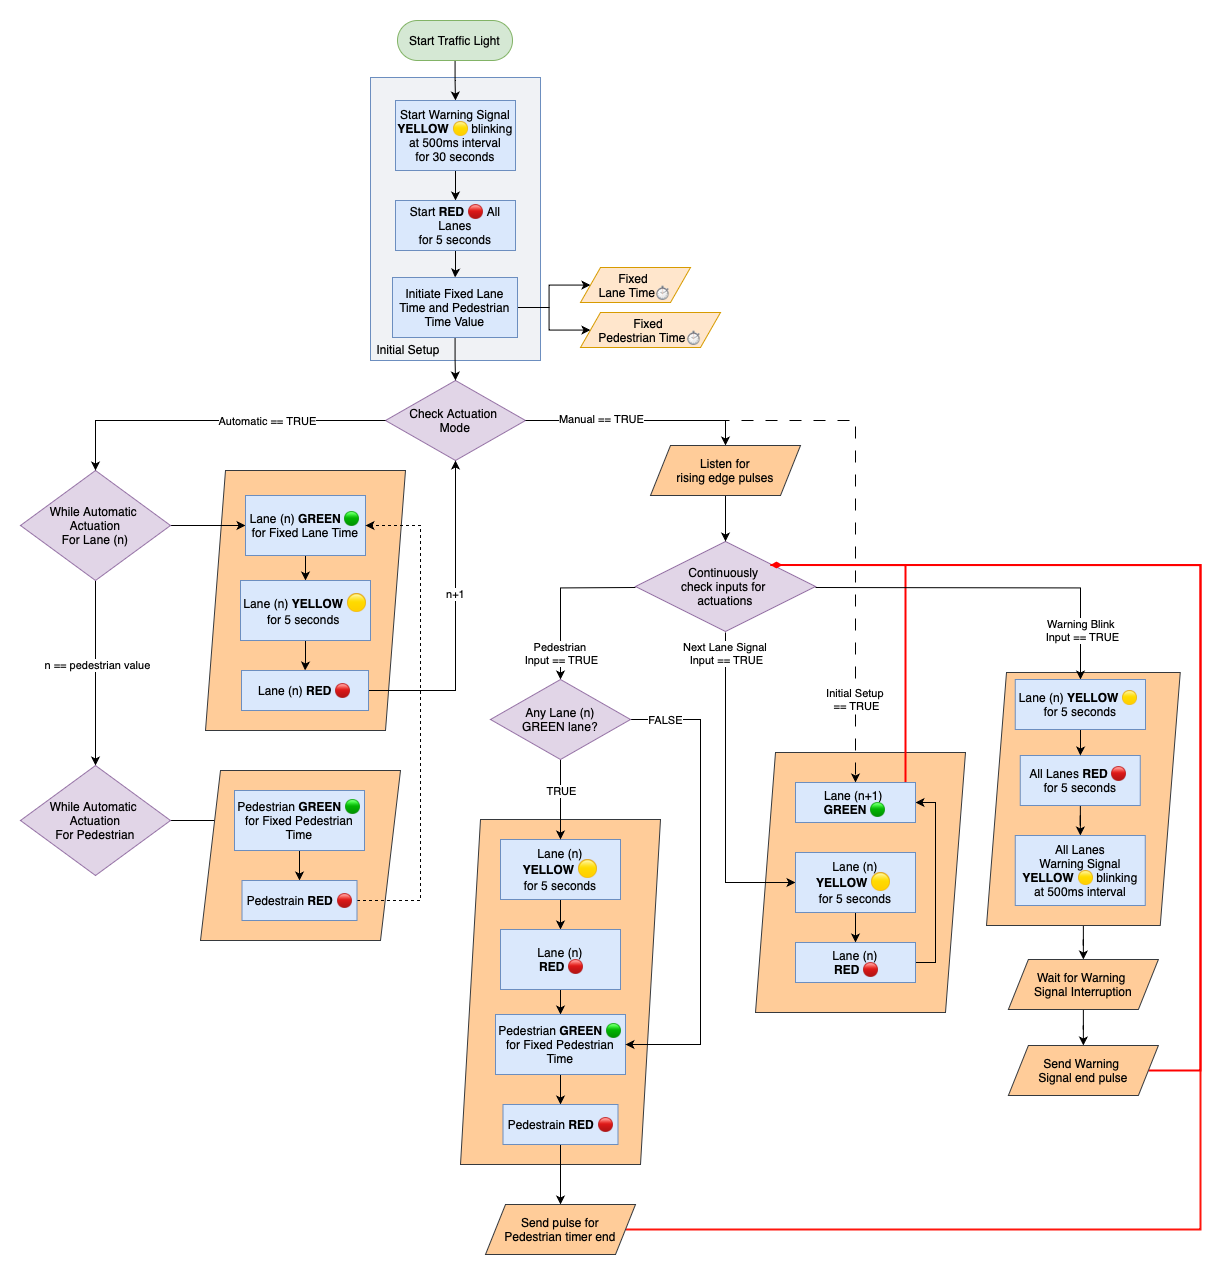 Start Traffic Light
Start Warning Signal
YELLOW 🟡 blinking
at 500ms interval
for 30 seconds
Start RED 🔴 All
Lanes
for 5 seconds
Initiate Fixed Lane
Time and Pedestrian
Time Value
Initial Setup
Fixed
Lane Time⏱
Fixed
Pedestrian Time⏱
Check Actuation
Mode
Automatic == TRUE
Manual == TRUE
While Automatic
Actuation
For Lane (n)
Lane (n) GREEN 🟢
for Fixed Lane Time
Lane (n) YELLOW 🟡
for 5 seconds
Lane (n) RED 🔴
n+1
n == pedestrian value
While Automatic
Actuation
For Pedestrian
Pedestrian GREEN 🟢
for Fixed Pedestrian
Time
Pedestrain RED 🔴
Listen for
rising edge pulses
Continuously
check inputs for
actuations
Pedestrian
Input == TRUE
Next Lane Signal
Input == TRUE
Initial Setup
== TRUE
Warning Blink
Input == TRUE
Any Lane (n)
GREEN lane?
FALSE
TRUE
Lane (n)
YELLOW 🟡
for 5 seconds
Lane (n)
RED 🔴
Pedestrian GREEN 🟢
for Fixed Pedestrian
Time
Pedestrain RED 🔴
Send pulse for
Pedestrian timer end
Lane (n+1)
GREEN 🟢
Lane (n)
YELLOW 🟡
for 5 seconds
Lane (n)
RED 🔴
Lane (n) YELLOW 🟡
for 5 seconds
All Lanes RED 🔴
for 5 seconds
All Lanes
Warning Signal
YELLOW 🟡 blinking
at 500ms interval
Wait for Warning
Signal Interruption
Send Warning
Signal end pulse